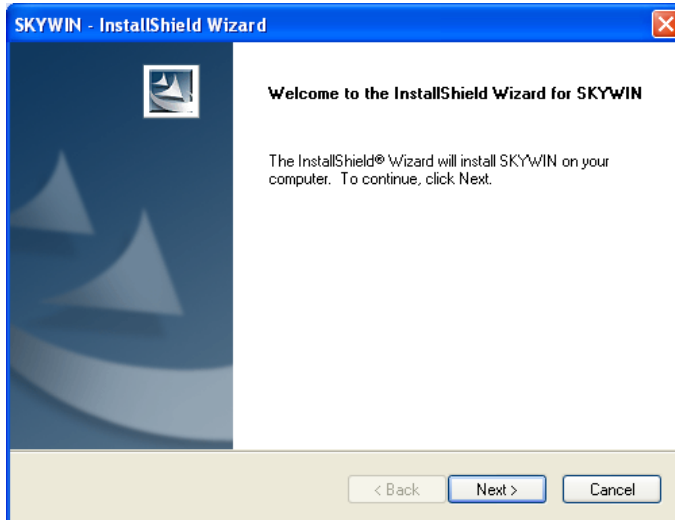 SKYWIN - InstallShield Wizard
Welcome to the InstallShield Wizard for SKYWIN
The InstallShield® Wizard will install SKYWIN on your
computer. To continue, click Next.
< Back
Next >
Cancel